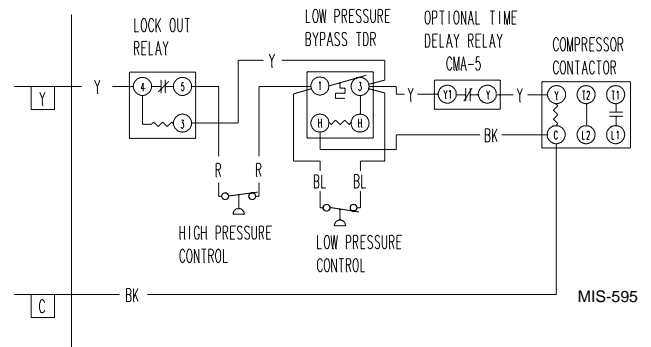 LOCK OUT
RELAY
LOW PRESSURE
BYPASS TDR
OPTIONAL TIME
DELAY RELAY
CMA-5
COMPRESSOR
CONTACTOR
Y
Y
4
5
3
Y
1
3
H
H
Y
Y1
Y
Y
Y
T2
T1
C
L2
L1
BK
R
R
BL
BL
HIGH PRESSURE
CONTROL
LOW PRESSURE
CONTROL
C
BK
MIS-595